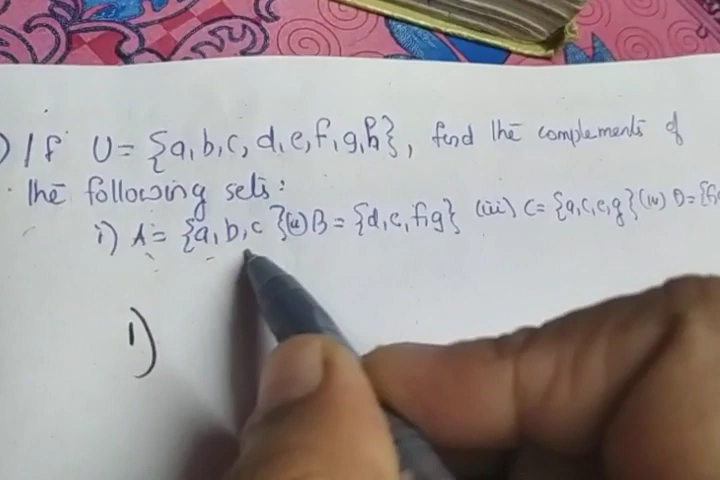 ) If U = {a, b, c, d, e, f, g, h}, find the complements of
the following sets:
i) A = {a, b, c } (ii) B = {d, e, f, g} (iii) C = {a, c, e, g} (iv) D = {f,
1)